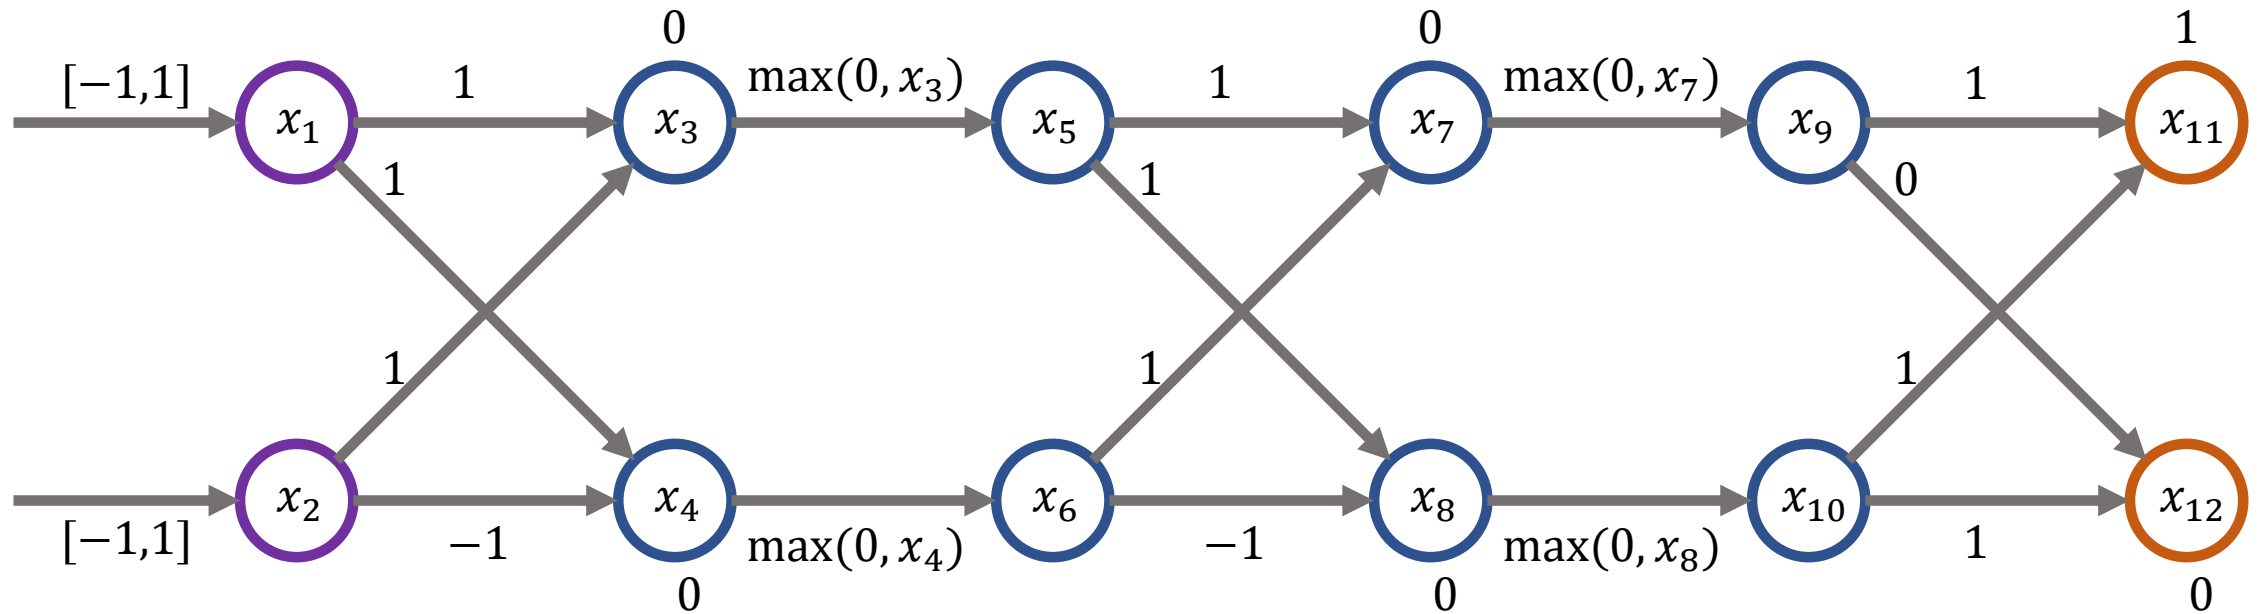 0 0 1
[−1,1] 1 max(0, x₃) 1 max(0, x₇) 1
x₁ x₃ x₅ x₇ x₉ x₁₁
1 1 0
1 1 1
x₂ x₄ x₆ x₈ x₁₀ x₁₂
[−1,1] −1 max(0, x₄) −1 max(0, x₈) 1
0 0 0